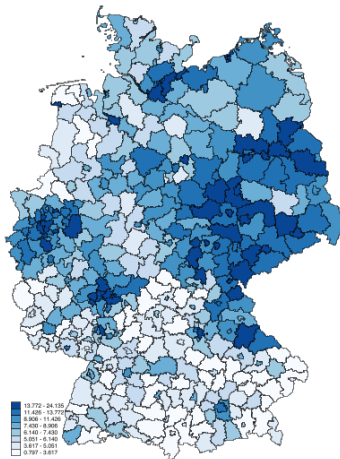 13.772 - 24.135
11.426 - 13.772
8.906 - 11.426
7.430 - 8.906
6.140 - 7.430
5.051 - 6.140
3.617 - 5.051
0.797 - 3.617